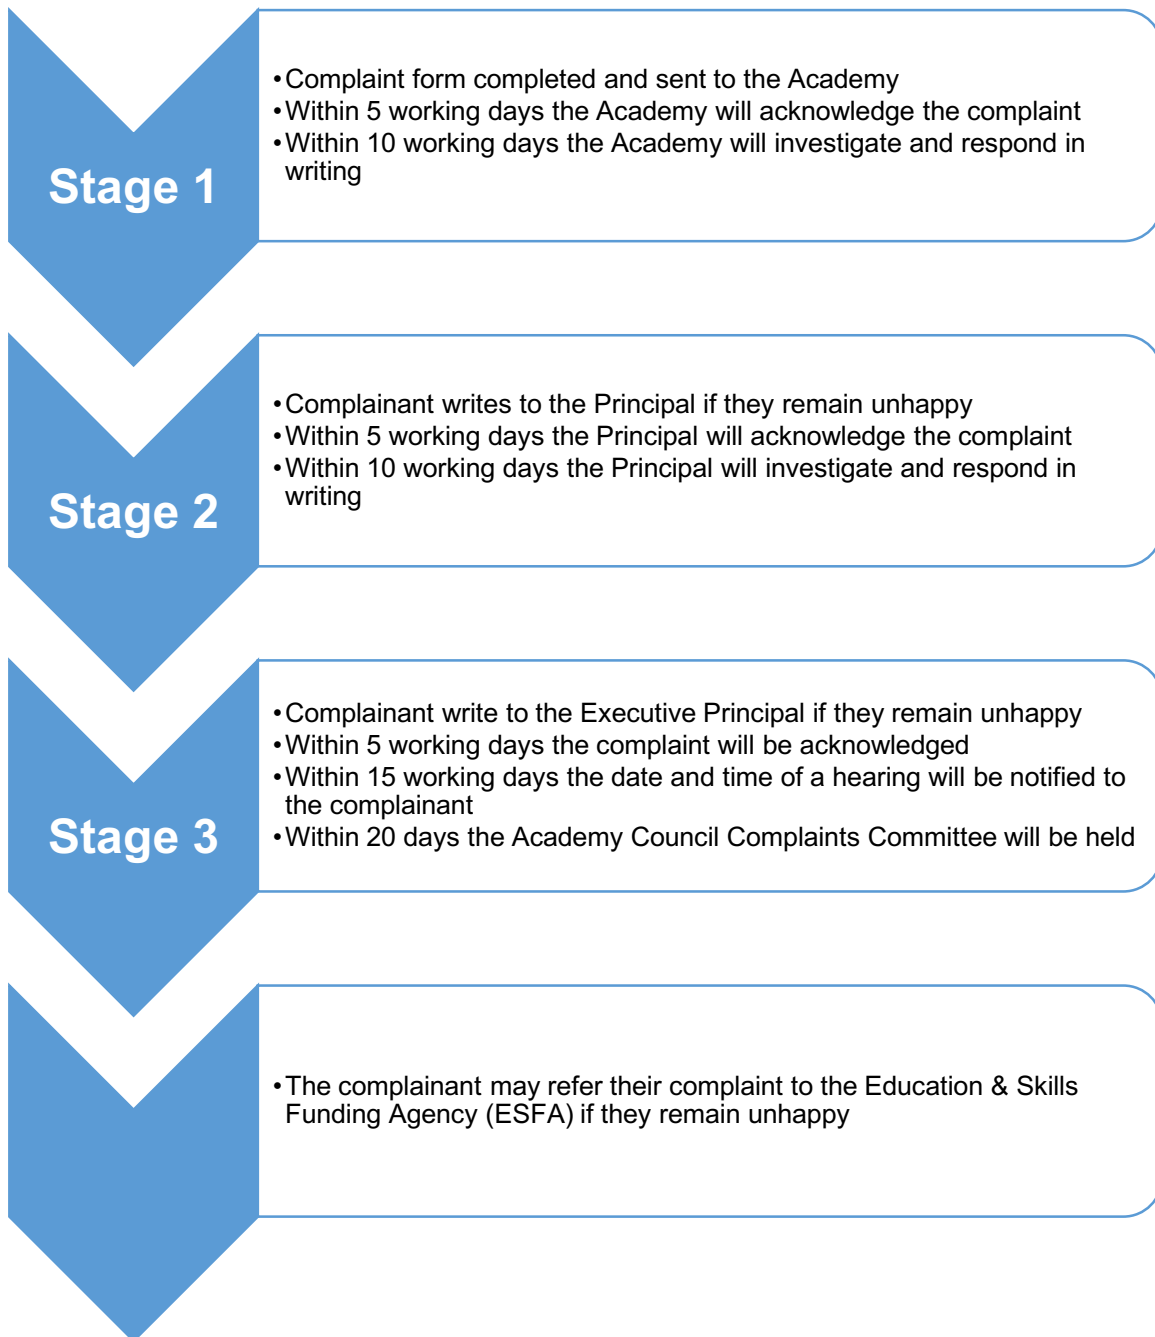 Stage 1
•Complaint form completed and sent to the Academy
•Within 5 working days the Academy will acknowledge the complaint
•Within 10 working days the Academy will investigate and respond in
writing
Stage 2
•Complainant writes to the Principal if they remain unhappy
•Within 5 working days the Principal will acknowledge the complaint
•Within 10 working days the Principal will investigate and respond in
writing
Stage 3
•Complainant write to the Executive Principal if they remain unhappy
•Within 5 working days the complaint will be acknowledged
•Within 15 working days the date and time of a hearing will be notified to
the complainant
•Within 20 days the Academy Council Complaints Committee will be held
•The complainant may refer their complaint to the Education & Skills
Funding Agency (ESFA) if they remain unhappy